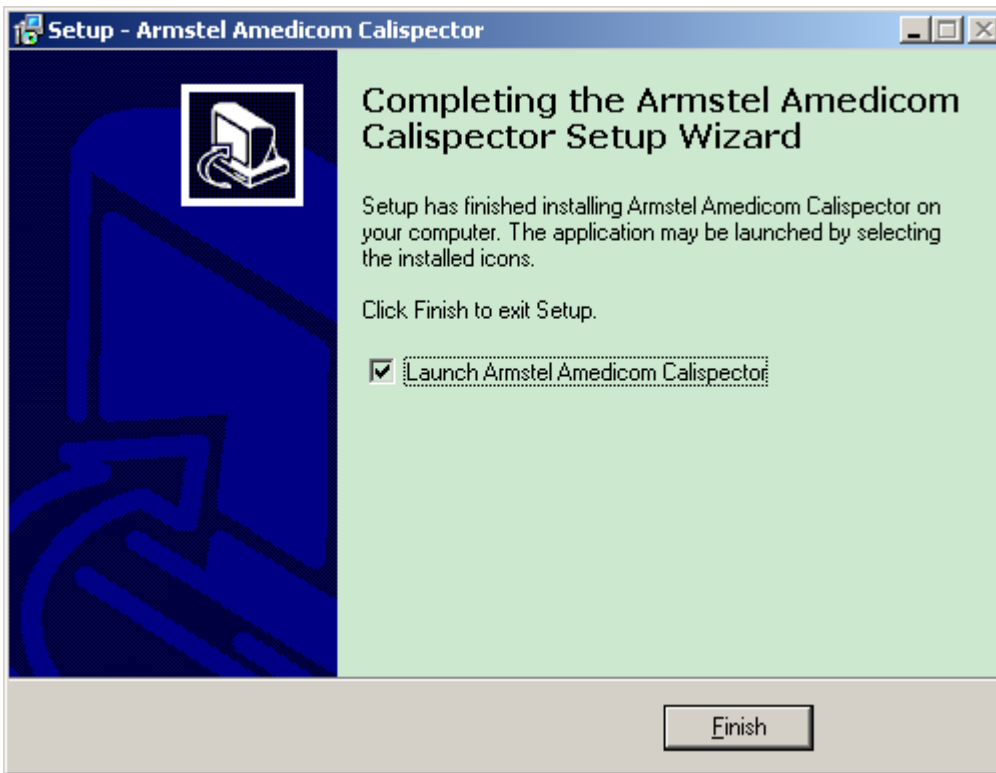 Setup - Armstel Amedicom Calispector
Completing the Armstel Amedicom
Calispector Setup Wizard
Setup has finished installing Armstel Amedicom Calispector on
your computer. The application may be launched by selecting
the installed icons.
Click Finish to exit Setup.
Launch Armstel Amedicom Calispector
Finish